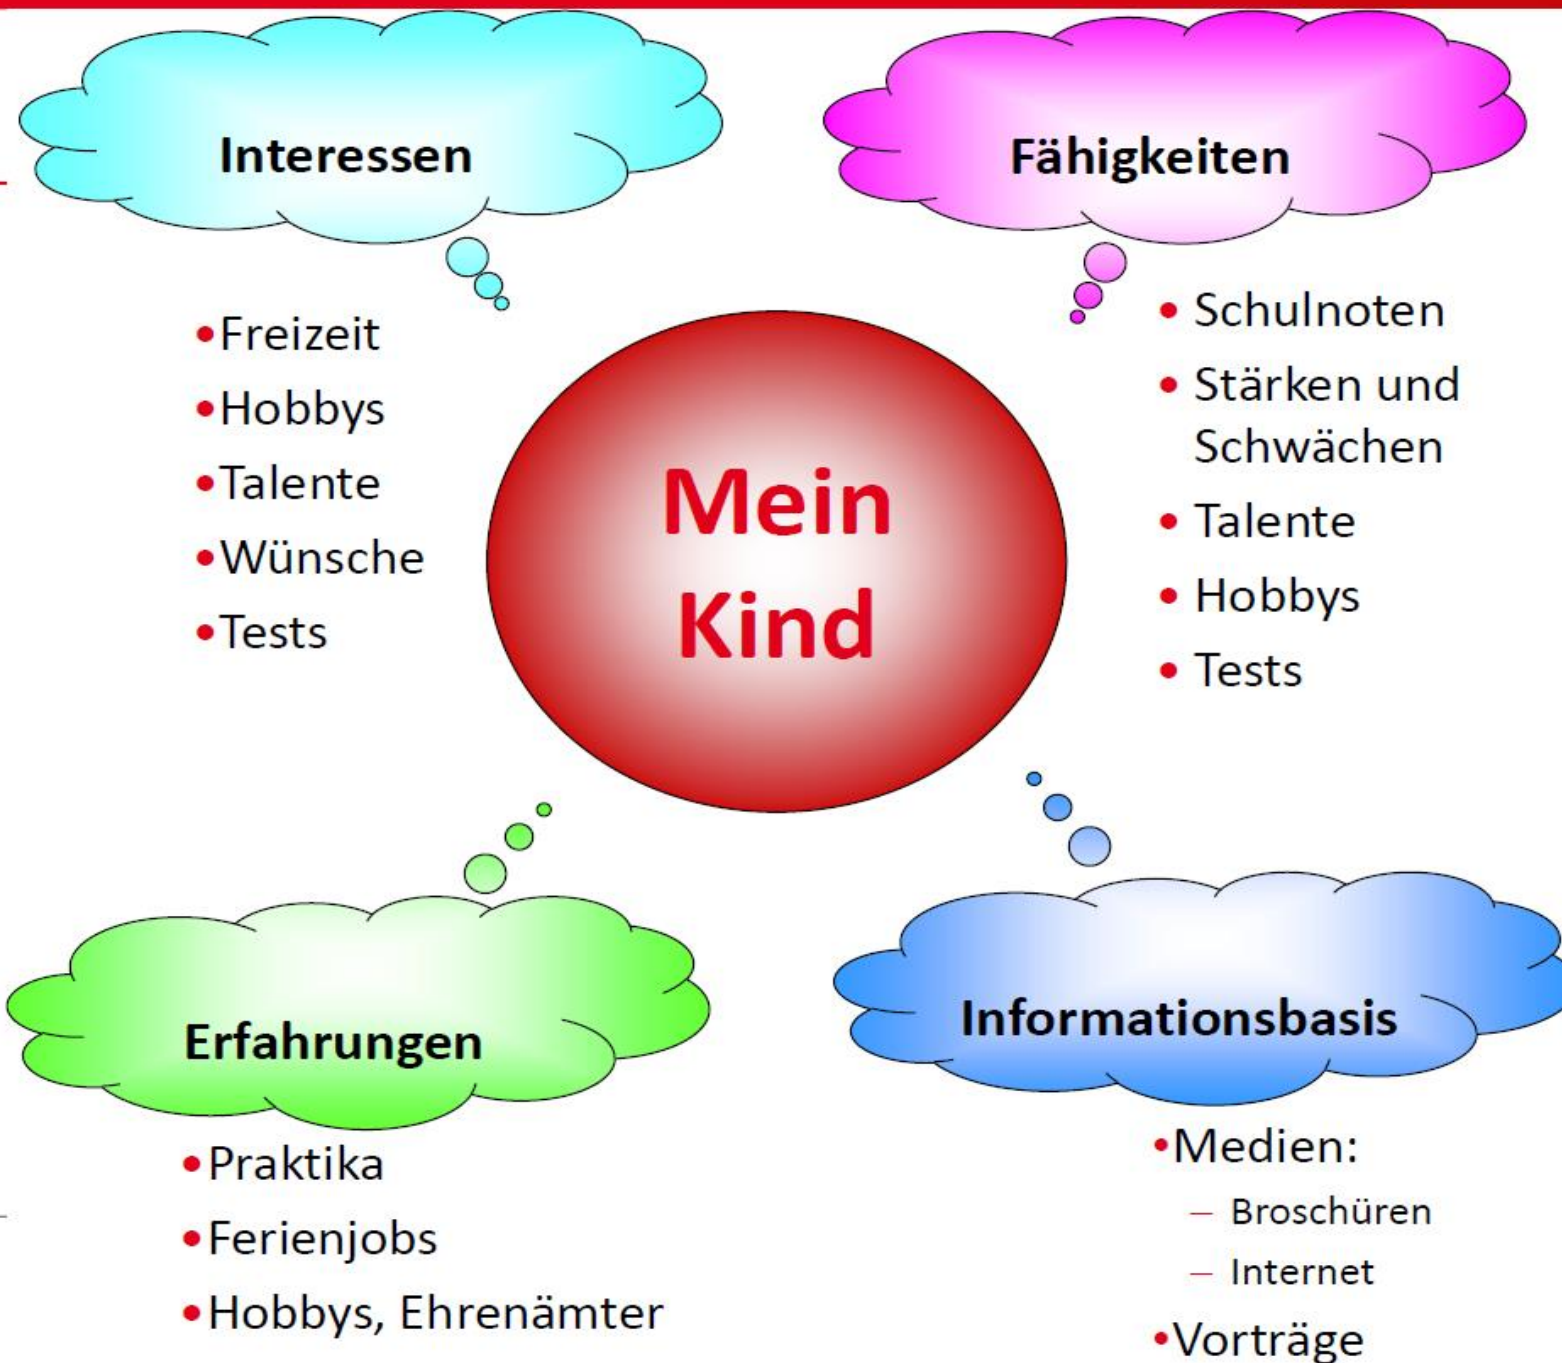 Interessen
•Freizeit
•Hobbys
•Talente
•Wünsche
•Tests
Fähigkeiten
• Schulnoten
• Stärken und
Schwächen
• Talente
• Hobbys
• Tests
Mein
Kind
Erfahrungen
•Praktika
•Ferienjobs
•Hobbys, Ehrenämter
Informationsbasis
•Medien:
– Broschüren
– Internet
•Vorträge